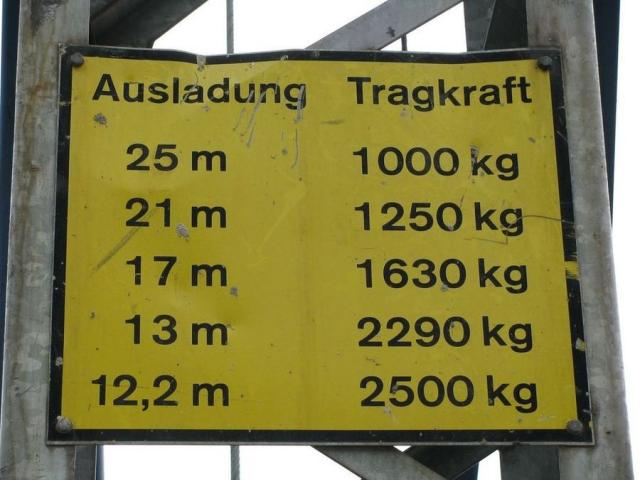 Ausladung Tragkraft
25 m 1000 kg
21 m 1250 kg
17 m 1630 kg
13 m 2290 kg
12,2 m 2500 kg